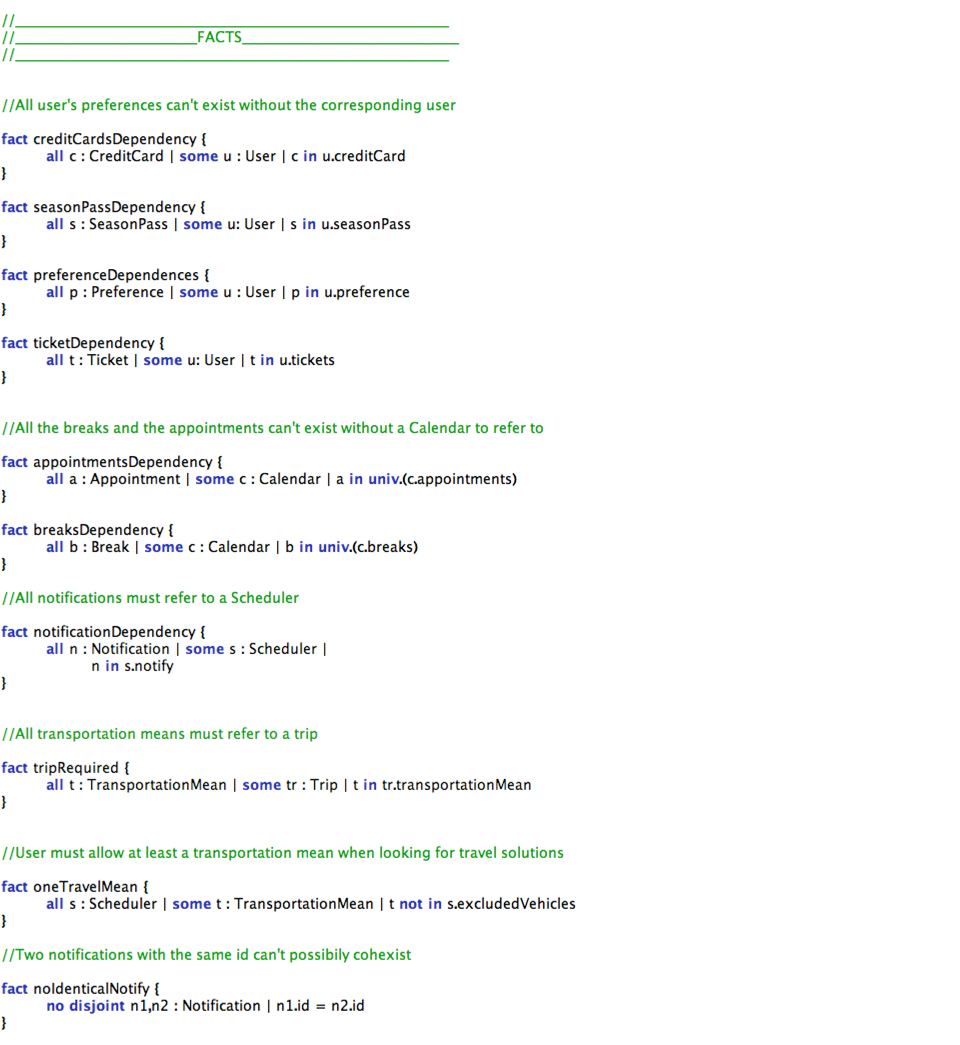 //__________________________________________________________
//________________________FACTS_____________________________
//__________________________________________________________
//All user's preferences can't exist without the corresponding user
fact creditCardsDependency {
all c : CreditCard | some u : User | c in u.creditCard
}
fact seasonPassDependency {
all s : SeasonPass | some u: User | s in u.seasonPass
}
fact preferenceDependences {
all p : Preference | some u : User | p in u.preference
}
fact ticketDependency {
all t : Ticket | some u: User | t in u.tickets
}
//All the breaks and the appointments can't exist without a Calendar to refer to
fact appointmentsDependency {
all a : Appointment | some c : Calendar | a in univ.(c.appointments)
}
fact breaksDependency {
all b : Break | some c : Calendar | b in univ.(c.breaks)
}
//All notifications must refer to a Scheduler
fact notificationDependency {
all n : Notification | some s : Scheduler |
n in s.notify
}
//All transportation means must refer to a trip
fact tripRequired {
all t : TransportationMean | some tr : Trip | t in tr.transportationMean
}
//User must allow at least a transportation mean when looking for travel solutions
fact oneTravelMean {
all s : Scheduler | some t : TransportationMean | t not in s.excludedVehicles
}
//Two notifications with the same id can't possibily cohexist
fact noIdenticalNotify {
no disjoint n1,n2 : Notification | n1.id = n2.id
}